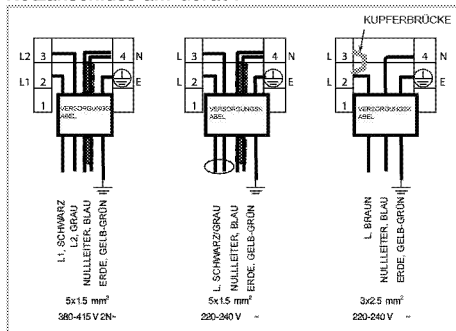 KUPFERBRÜCKE
L2 3 4 N
L1 2 E
1
VERSORGUNGSK
ABEL
L1, SCHWARZ
L2, GRAU
NULLLEITER, BLAU
ERDE, GELB-GRÜN
5x1.5 mm²
380-415 V 2N~
L 3 4 N
L 2 E
1
VERSORGUNGSK
ABEL
L, SCHWARZ/GRAU
NULLLEITER, BLAU
ERDE, GELB-GRÜN
5x1.5 mm²
220-240 V ~
L 3 4 N
L 2 E
1
VERSORGUNGSK
ABEL
L, BRAUN
NULLLEITER, BLAU
ERDE, GELB-GRÜN
3x2.5 mm²
220-240 V ~